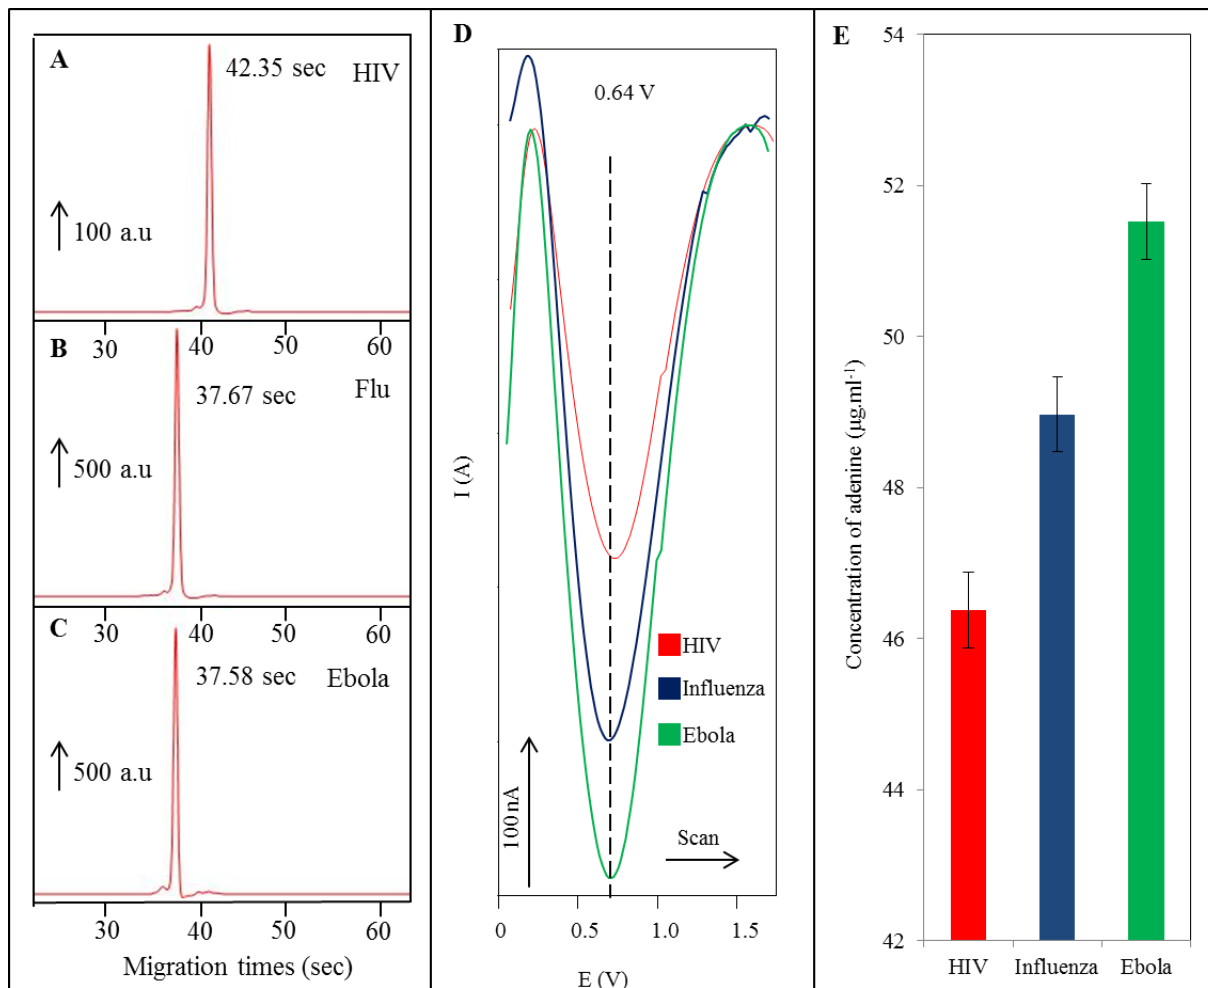 A
42.35 sec
HIV
100 a.u
30 40 50 60
B
37.67 sec
Flu
500 a.u
30 40 50 60
C
37.58 sec
Ebola
500 a.u
30 40 50 60
Migration times (sec)
D
0.64 V
I (A)
HIV
Influenza
Ebola
100 nA
Scan
0 0.5 1.0 1.5
E (V)
E
Concentration of adenine (µg.ml⁻¹)
54
52
50
48
46
44
42
HIV Influenza Ebola